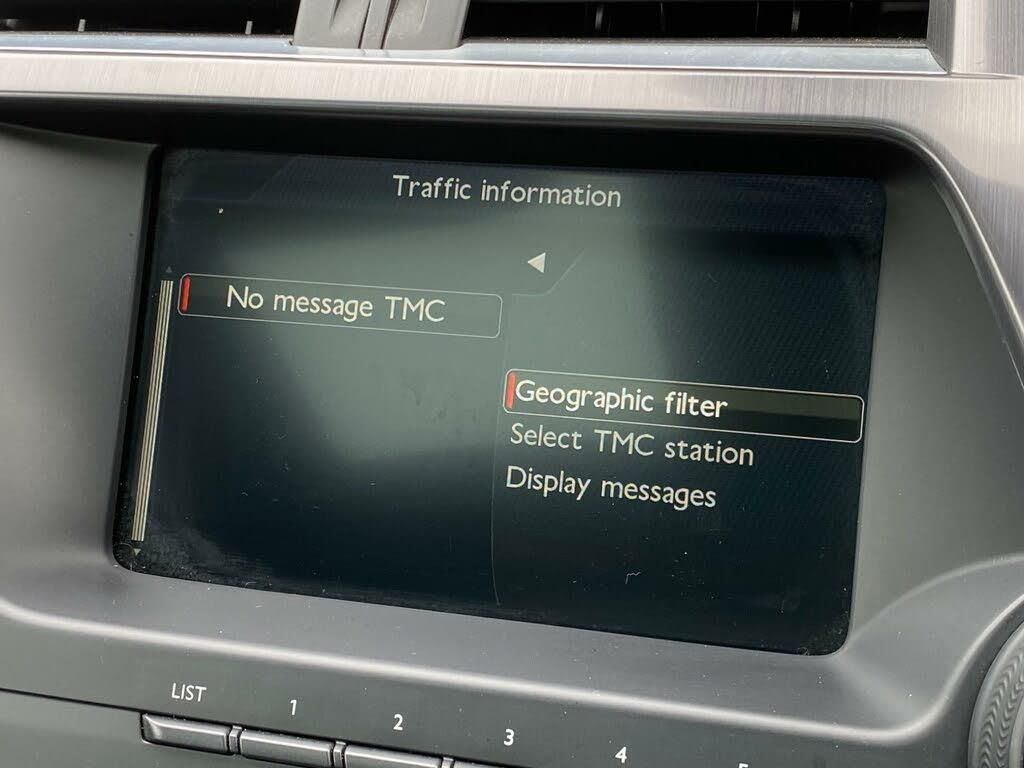 Traffic information
No message TMC
Geographic filter
Select TMC station
Display messages
LIST
1
2
3
4